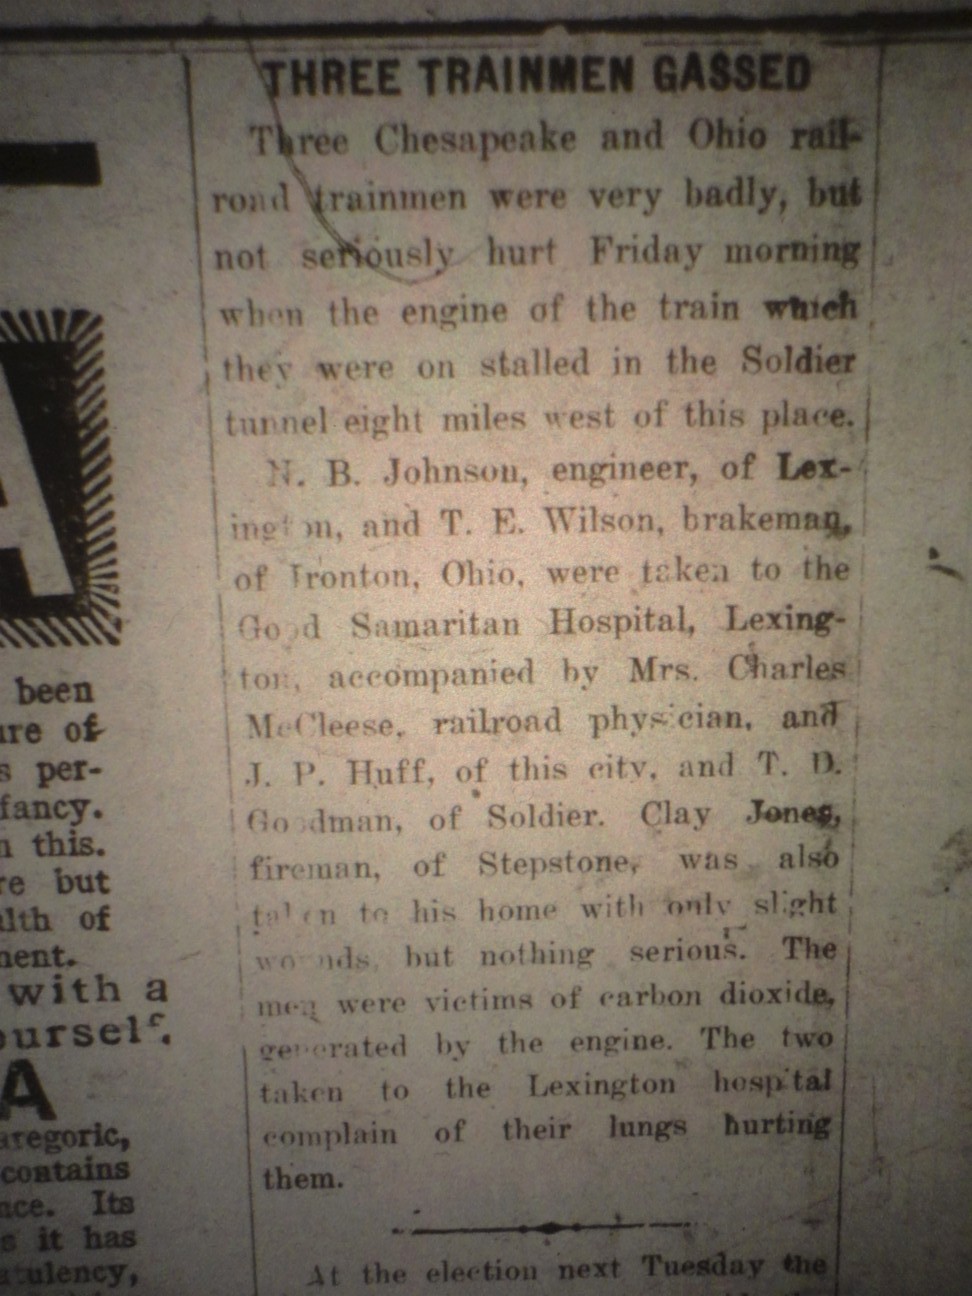 THREE TRAINMEN GASSED
Three Chesapeake and Ohio rail-
road trainmen were very badly, but
not seriously hurt Friday morning
when the engine of the train which
they were on stalled in the Soldier
tunnel eight miles west of this place.
N. B. Johnson, engineer, of Lex-
ington, and T. E. Wilson, brakeman,
of Ironton, Ohio, were taken to the
Good Samaritan Hospital, Lexing-
ton, accompanied by Mrs. Charles
McCleese, railroad physician, and
J. P. Huff, of this city, and T. D.
Goodman, of Soldier. Clay Jones,
fireman, of Stepstone, was also
taken to his home with only slight
wounds but nothing serious. The
men were victims of carbon dioxide,
generated by the engine. The two
taken to the Lexington hospital
complain of their lungs hurting
them.
At the election next Tuesday the
A
been
ure of
s per-
fancy.
n this.
re but
alth of
ment.
with a
ourself.
A
aregoric,
contains
nce. Its
s it has
atulency,